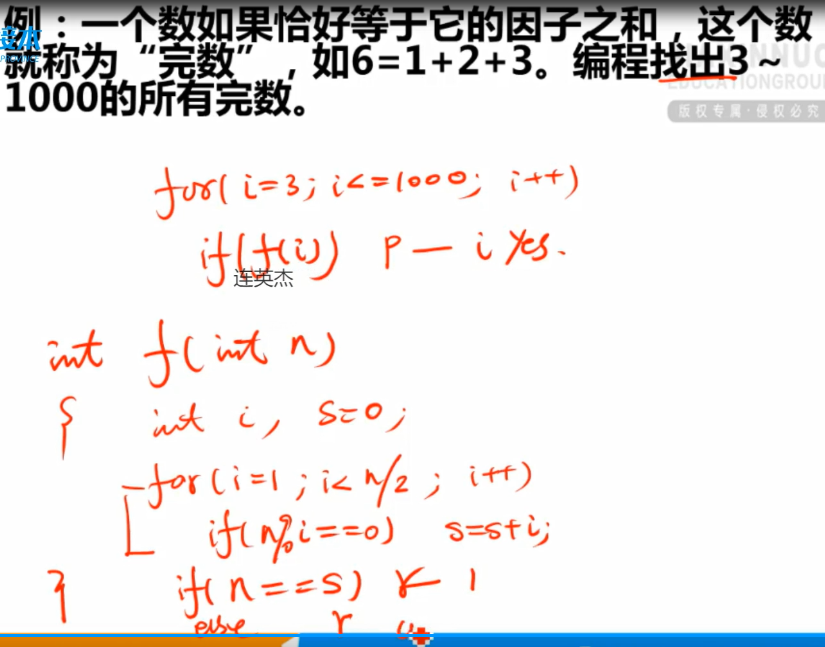 例：一个数如果恰好等于它的因子之和，这个数
就称为“完数”，如6=1+2+3。编程找出3～
1000的所有完数。
EDUCATIONGROU
版权专属·侵权必究
for(i=3;i<=1000;i++)
if(f(i)) P — i Yes.
连英杰
int f(int n)
{ int i, s=0;
for(i=1;i<n/2;i++)
if(n%i==0) s=s+i;
} if(n==s) r 1
else r